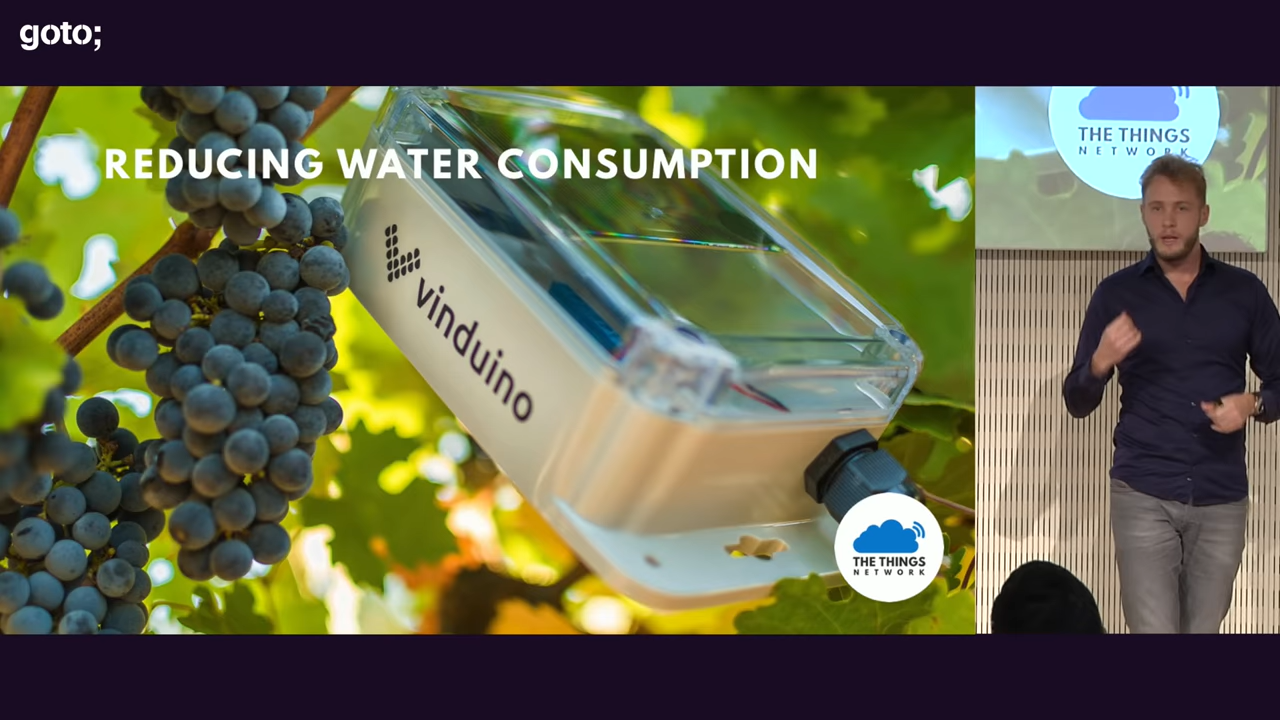 goto;
REDUCING WATER CONSUMPTION
vinduino
THE THINGS
NETWORK
THE THINGS
NETWORK